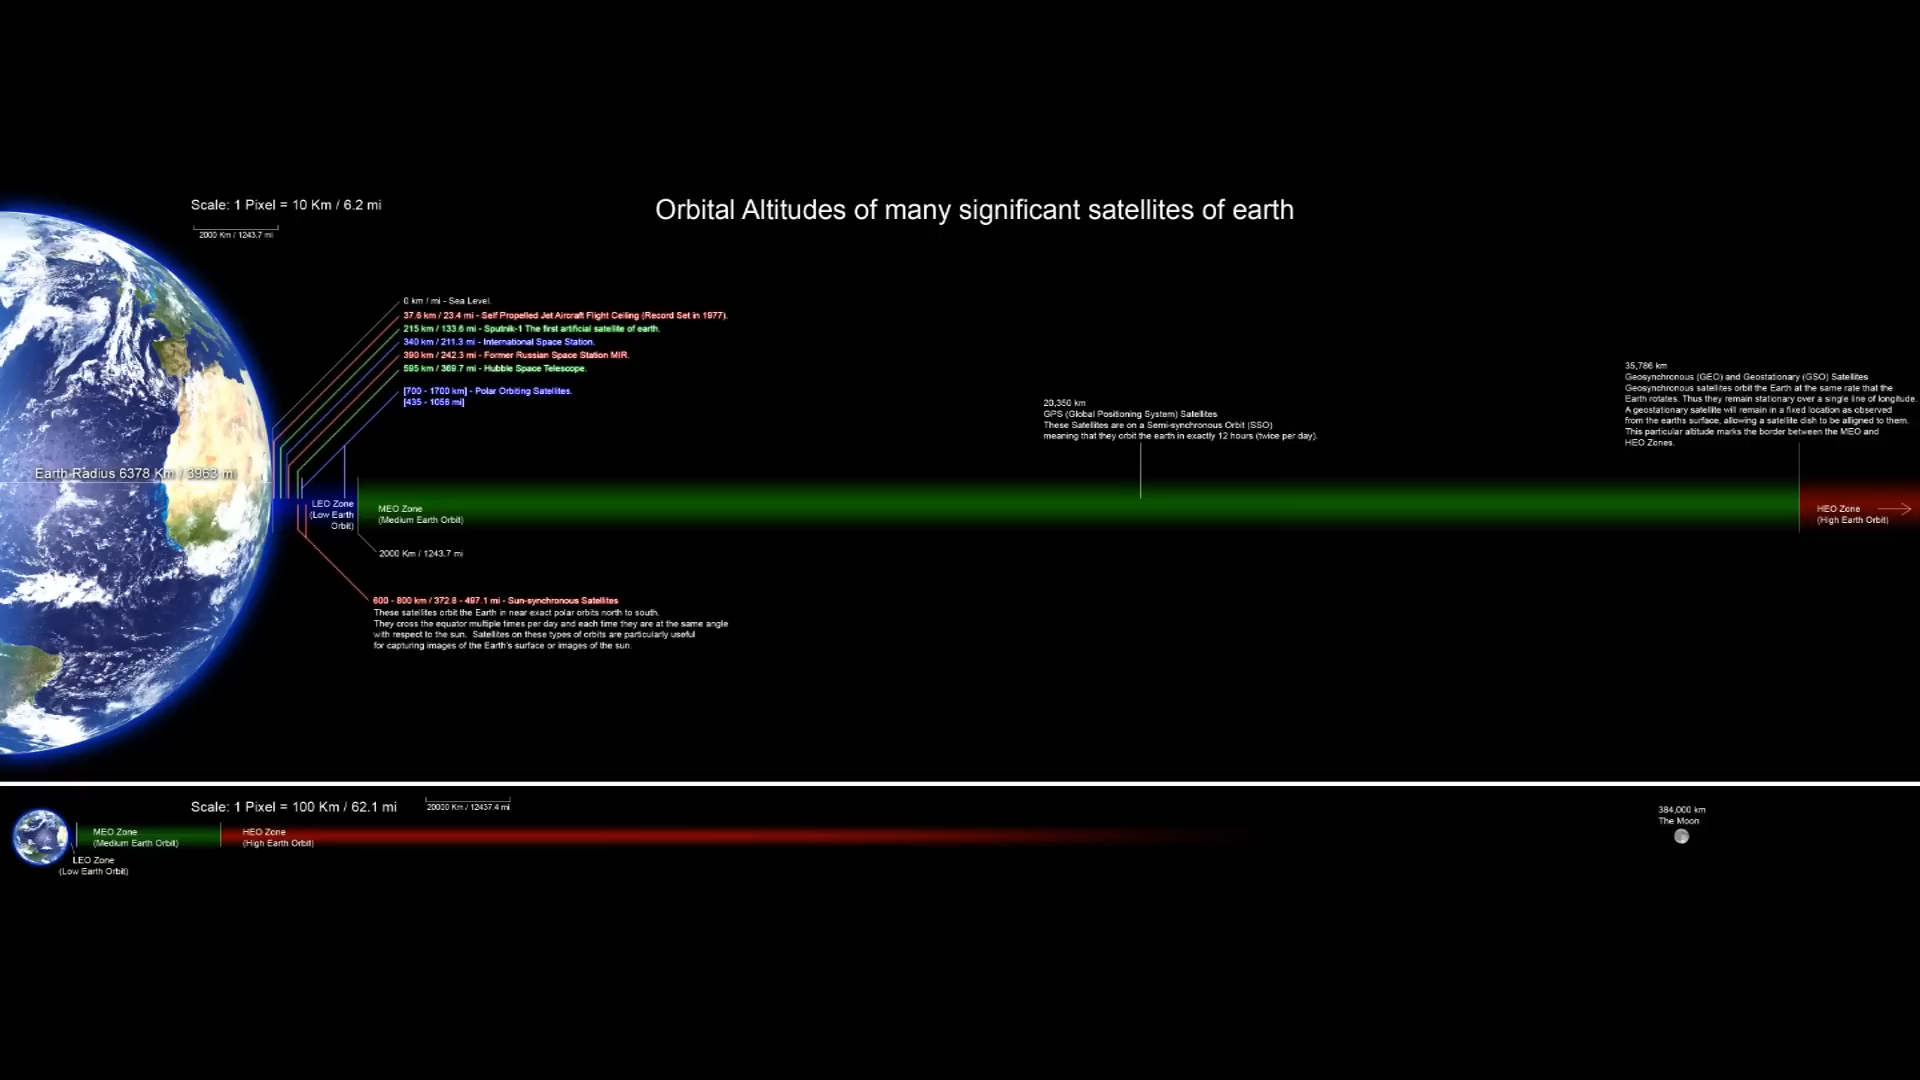 Scale: 1 Pixel = 10 Km / 6.2 mi
2000 Km / 1243.7 mi
Orbital Altitudes of many significant satellites of earth
0 km / mi - Sea Level.
37.6 km / 23.4 mi - Self Propelled Jet Aircraft Flight Ceiling (Record Set in 1977).
215 km / 133.6 mi - Sputnik-1 The first artificial satellite of earth.
340 km / 211.3 mi - International Space Station.
390 km / 242.3 mi - Former Russian Space Station MIR.
595 km / 369.7 mi - Hubble Space Telescope.
[700 - 1700 km] - Polar Orbiting Satellites.
[435 - 1056 mi]
20,350 km
GPS (Global Positioning System) Satellites
These Satellites are on a Semi-synchronous Orbit (SSO)
meaning that they orbit the earth in exactly 12 hours (twice per day).
35,786 km
Geosynchronous (GEO) and Geostationary (GSO) Satellites
Geosynchronous satellites orbit the Earth at the same rate that the
Earth rotates. Thus they remain stationary over a single line of longitude.
A geostationary satellite will remain in a fixed location as observed
from the earths surface, allowing a satellite dish to be alligned to them.
This particular altitude marks the border between the MEO and
HEO Zones.
Earth Radius 6378 Km / 3963 mi
LEO Zone
(Low Earth
Orbit)
MEO Zone
(Medium Earth Orbit)
HEO Zone
(High Earth Orbit)
2000 Km / 1243.7 mi
600 - 800 km / 372.8 - 497.1 mi - Sun-synchronous Satellites
These satellites orbit the Earth in near exact polar orbits north to south.
They cross the equator multiple times per day and each time they are at the same angle
with respect to the sun. Satellites on these types of orbits are particularly useful
for capturing images of the Earth's surface or images of the sun.
Scale: 1 Pixel = 100 Km / 62.1 mi
20000 Km / 12437.4 mi
MEO Zone
(Medium Earth Orbit)
HEO Zone
(High Earth Orbit)
LEO Zone
(Low Earth Orbit)
384,000 km
The Moon